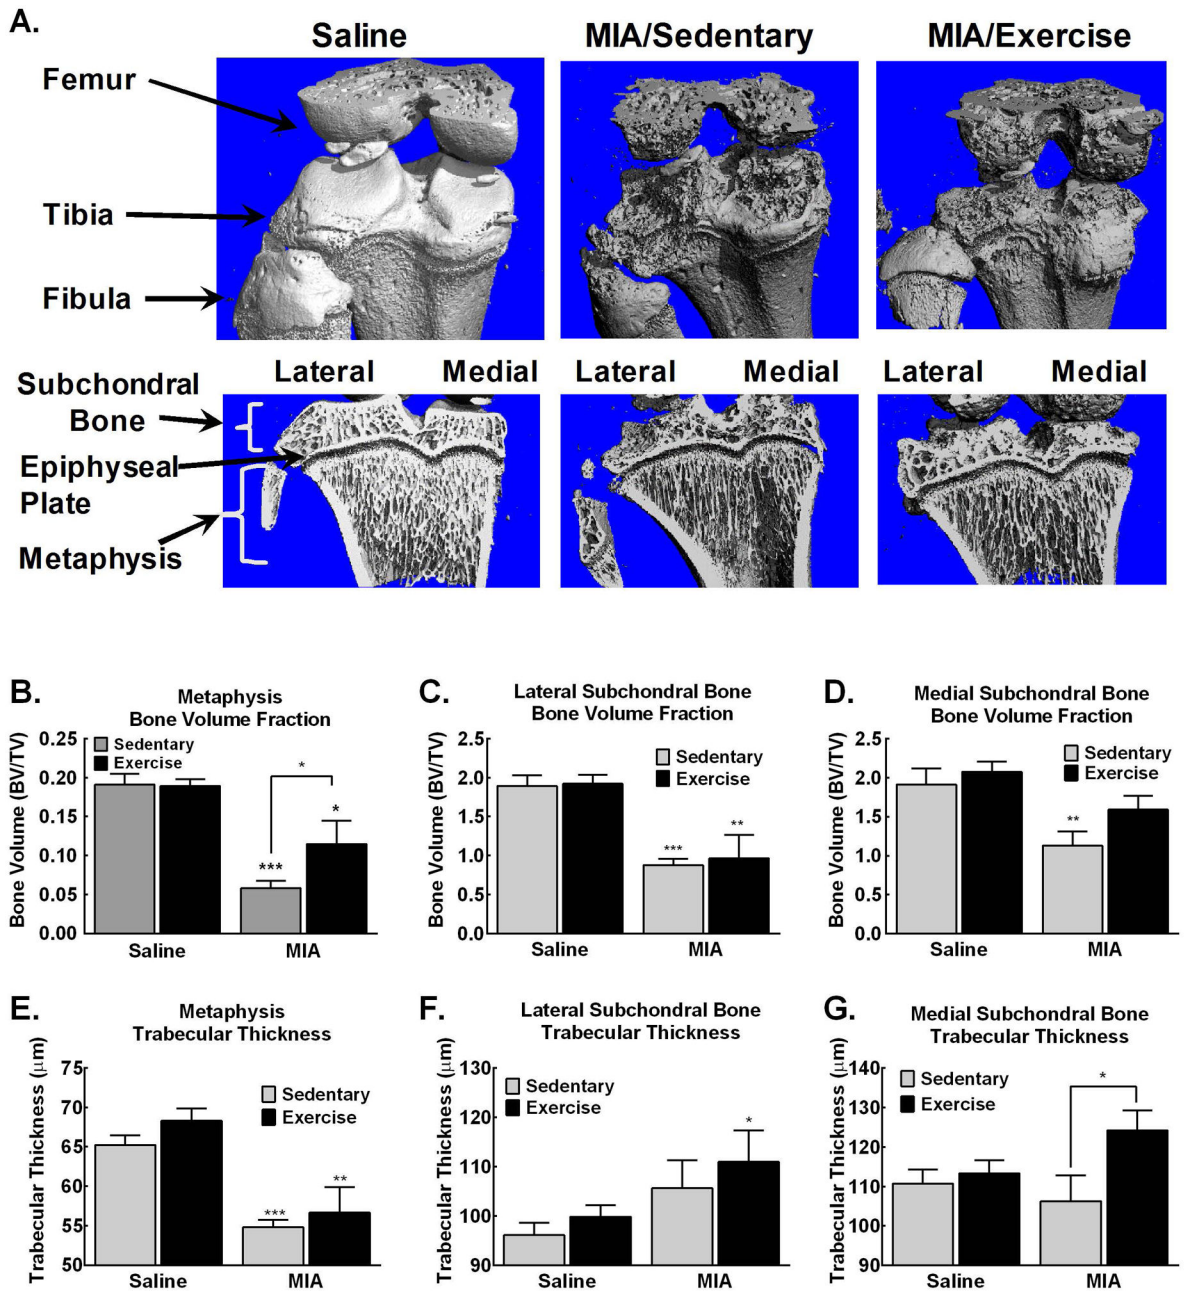 A.
Saline
MIA/Sedentary
MIA/Exercise
Femur
Tibia
Fibula
Lateral Medial
Lateral Medial
Lateral Medial
Subchondral
Bone
Epiphyseal
Plate
Metaphysis
B.
Metaphysis
Bone Volume Fraction
Bone Volume (BV/TV)
0.25
0.20
0.15
0.10
0.05
0.00
Sedentary
Exercise
*
*
***
Saline MIA
C.
Lateral Subchondral Bone
Bone Volume Fraction
Bone Volume (BV/TV)
2.5
2.0
1.5
1.0
0.5
0.0
Sedentary
Exercise
***
**
Saline MIA
D.
Medial Subchondral Bone
Bone Volume Fraction
Bone Volume (BV/TV)
2.5
2.0
1.5
1.0
0.5
0.0
Sedentary
Exercise
**
Saline MIA
E.
Metaphysis
Trabecular Thickness
Trabecular Thickness (μm)
75
70
65
60
55
50
Sedentary
Exercise
***
**
Saline MIA
F.
Lateral Subchondral Bone
Trabecular Thickness
Trabecular Thickness (μm)
130
120
110
100
90
Sedentary
Exercise
*
Saline MIA
G.
Medial Subchondral Bone
Trabecular Thickness
Trabecular Thickness (μm)
140
130
120
110
100
90
Sedentary
Exercise
*
Saline MIA